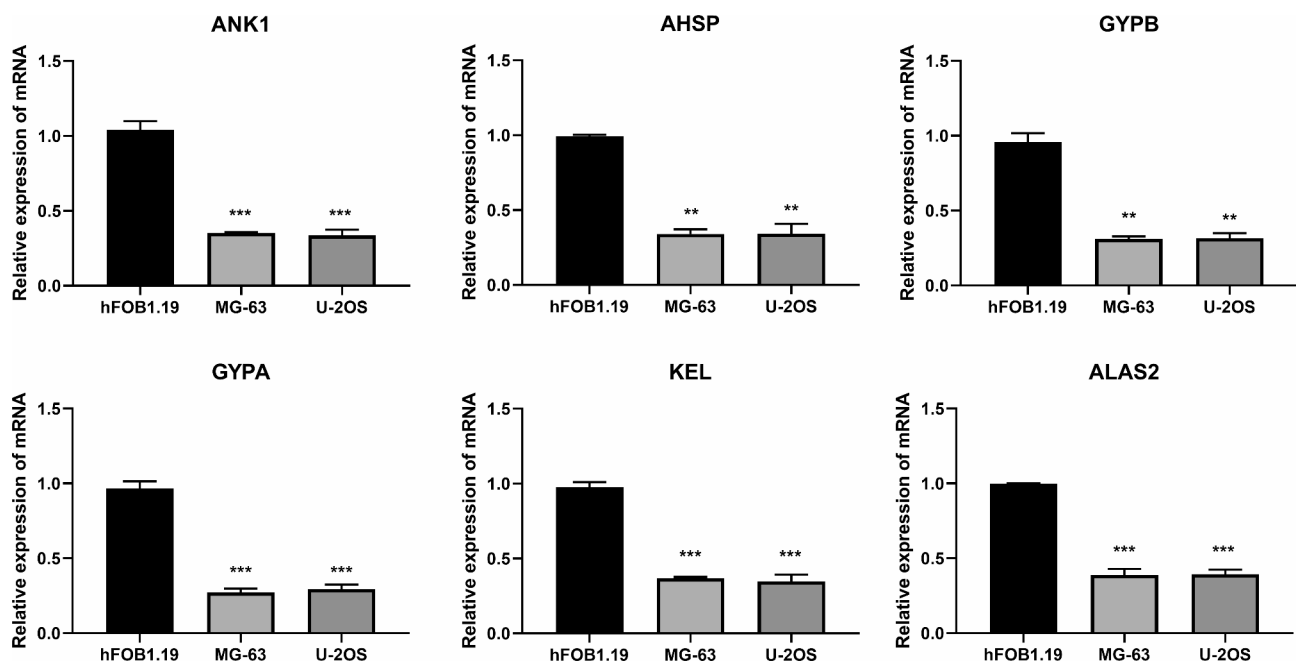 ANK1
Relative expression of mRNA
1.5
1.0
0.5
0.0
***
***
hFOB1.19 MG-63 U-2OS
AHSP
Relative expression of mRNA
1.5
1.0
0.5
0.0
**
**
hFOB1.19 MG-63 U-2OS
GYPB
Relative expression of mRNA
1.5
1.0
0.5
0.0
**
**
hFOB1.19 MG-63 U-2OS
GYPA
Relative expression of mRNA
1.5
1.0
0.5
0.0
***
***
hFOB1.19 MG-63 U-2OS
KEL
Relative expression of mRNA
1.5
1.0
0.5
0.0
***
***
hFOB1.19 MG-63 U-2OS
ALAS2
Relative expression of mRNA
1.5
1.0
0.5
0.0
***
***
hFOB1.19 MG-63 U-2OS